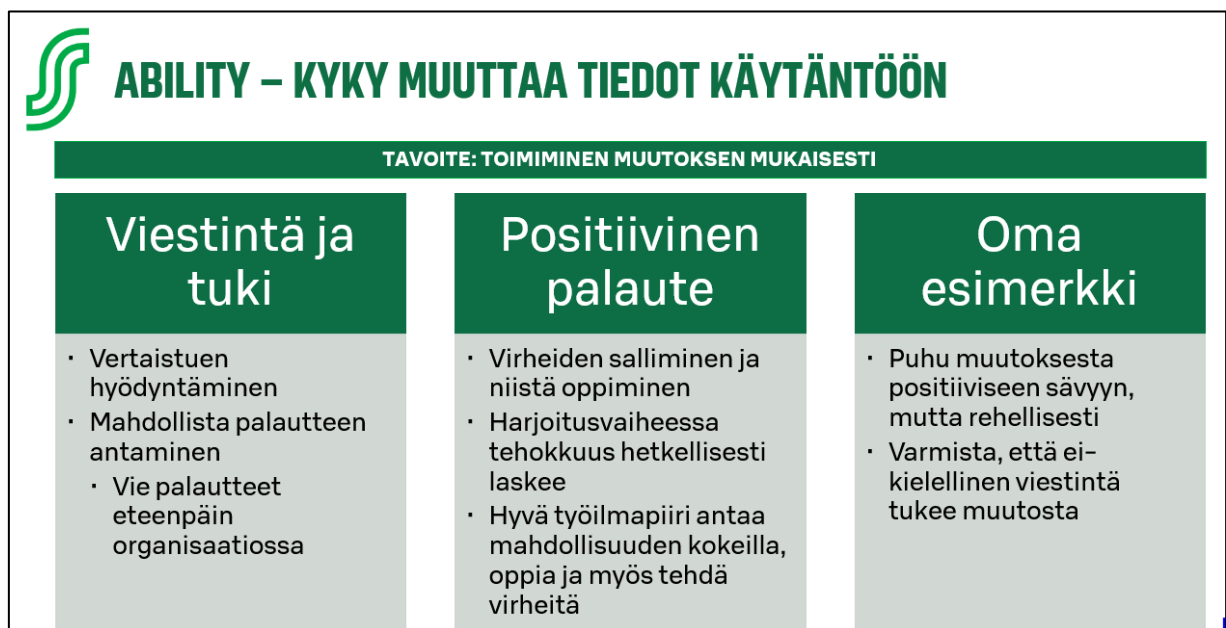 ABILITY – KYKY MUUTTAA TIEDOT KÄYTÄNTÖÖN
TAVOITE: TOIMIMINEN MUUTOKSEN MUKAISESTI
Viestintä ja
tuki
· Vertaistuen
hyödyntäminen
· Mahdollista palautteen
antaminen
· Vie palautteet
eteenpäin
organisaatiossa
Positiivinen
palaute
· Virheiden salliminen ja
niistä oppiminen
· Harjoitusvaiheessa
tehokkuus hetkellisesti
laskee
· Hyvä työilmapiiri antaa
mahdollisuuden kokeilla,
oppia ja myös tehdä
virheitä
Oma
esimerkki
· Puhu muutoksesta
positiiviseen sävyyn,
mutta rehellisesti
· Varmista, että ei-
kielellinen viestintä
tukee muutosta